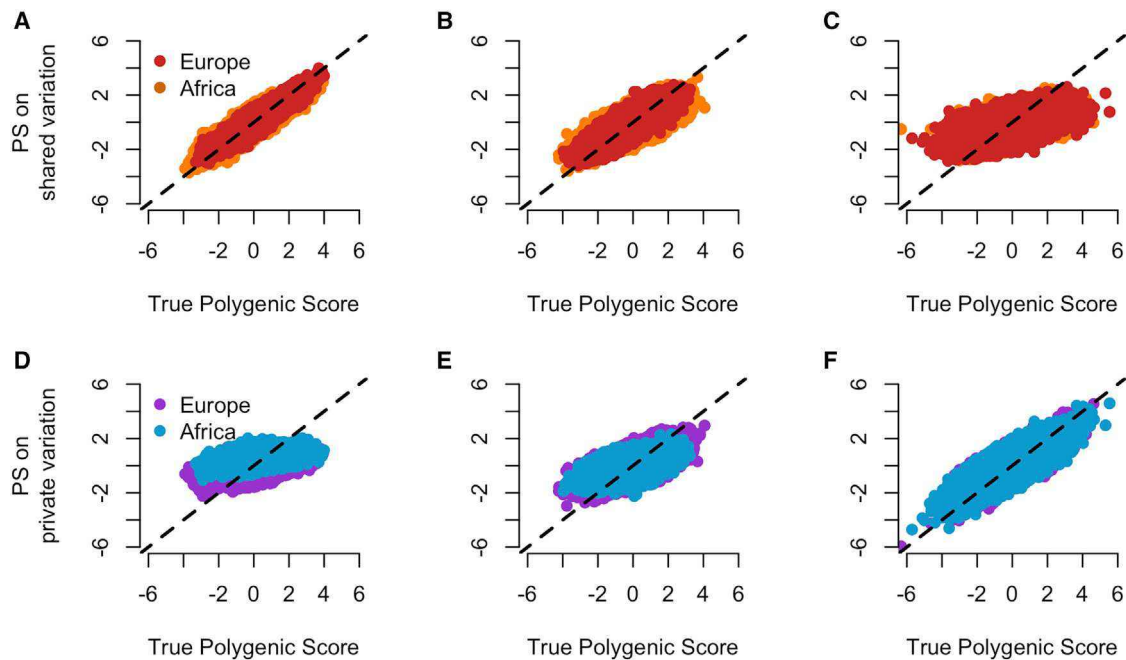 A
B
C
PS on
shared variation
6
2
-2
-6
Europe
Africa
-6 -2 0 2 4 6
True Polygenic Score
6
2
-2
-6
-6 -2 0 2 4 6
True Polygenic Score
6
2
-2
-6
-6 -2 0 2 4 6
True Polygenic Score
D
E
F
PS on
private variation
6
2
-2
-6
Europe
Africa
-6 -2 0 2 4 6
True Polygenic Score
6
2
-2
-6
-6 -2 0 2 4 6
True Polygenic Score
6
2
-2
-6
-6 -2 0 2 4 6
True Polygenic Score